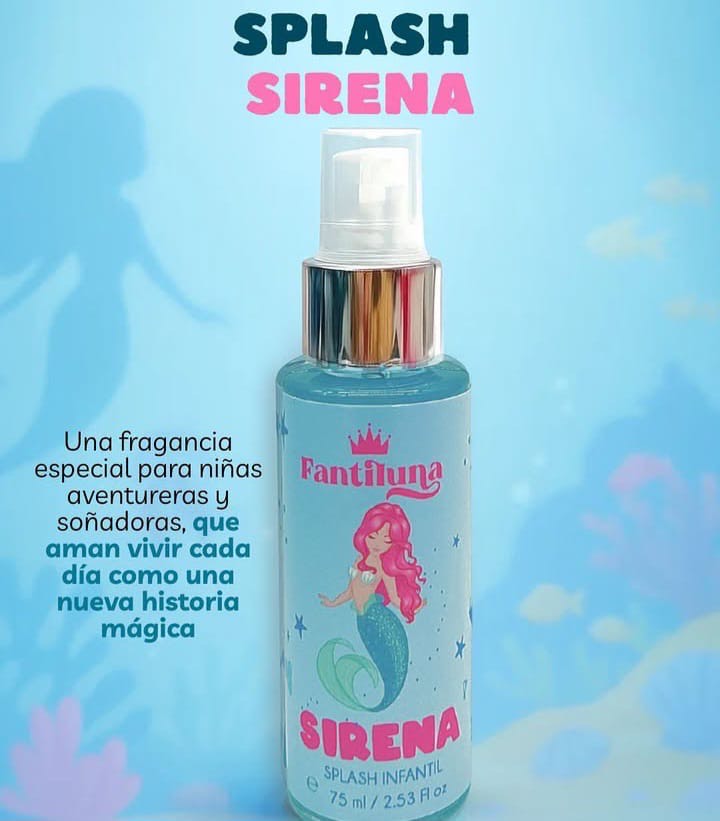 SPLASH
SIRENA
Una fragancia
especial para niñas
aventureras y
soñadoras, que
aman vivir cada
día como una
nueva historia
mágica
Fantiluna
SIRENA
SPLASH INFANTIL
e 75 ml / 2.53 Fl oz